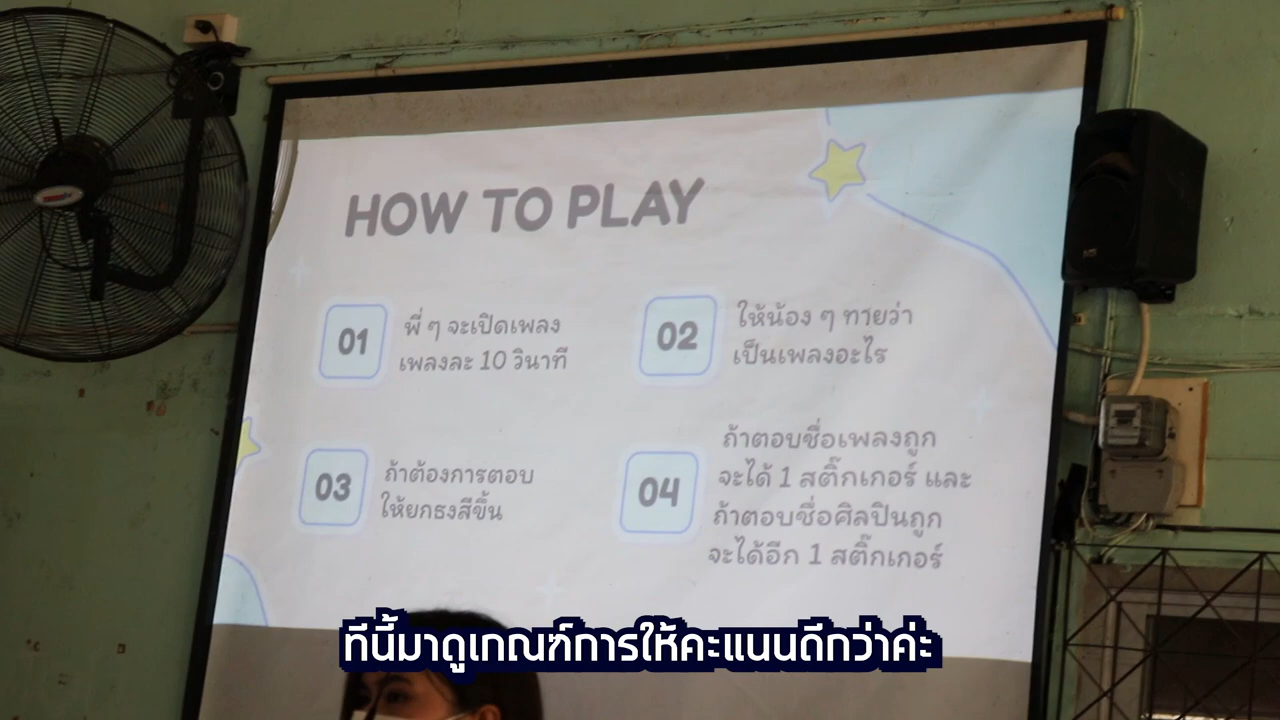 HOW TO PLAY
01
พี่ ๆ จะเปิดเพลง
เพลงละ 10 วินาที
02
ให้น้อง ๆ ทายว่า
เป็นเพลงอะไร
03
ถ้าต้องการตอบ
ให้ยกธงสีขึ้น
04
ถ้าตอบชื่อเพลงถูก
จะได้ 1 สติ๊กเกอร์ และ
ถ้าตอบชื่อศิลปินถูก
จะได้อีก 1 สติ๊กเกอร์
ทีนี้มาดูเกณฑ์การให้คะแนนดีกว่าค่ะ